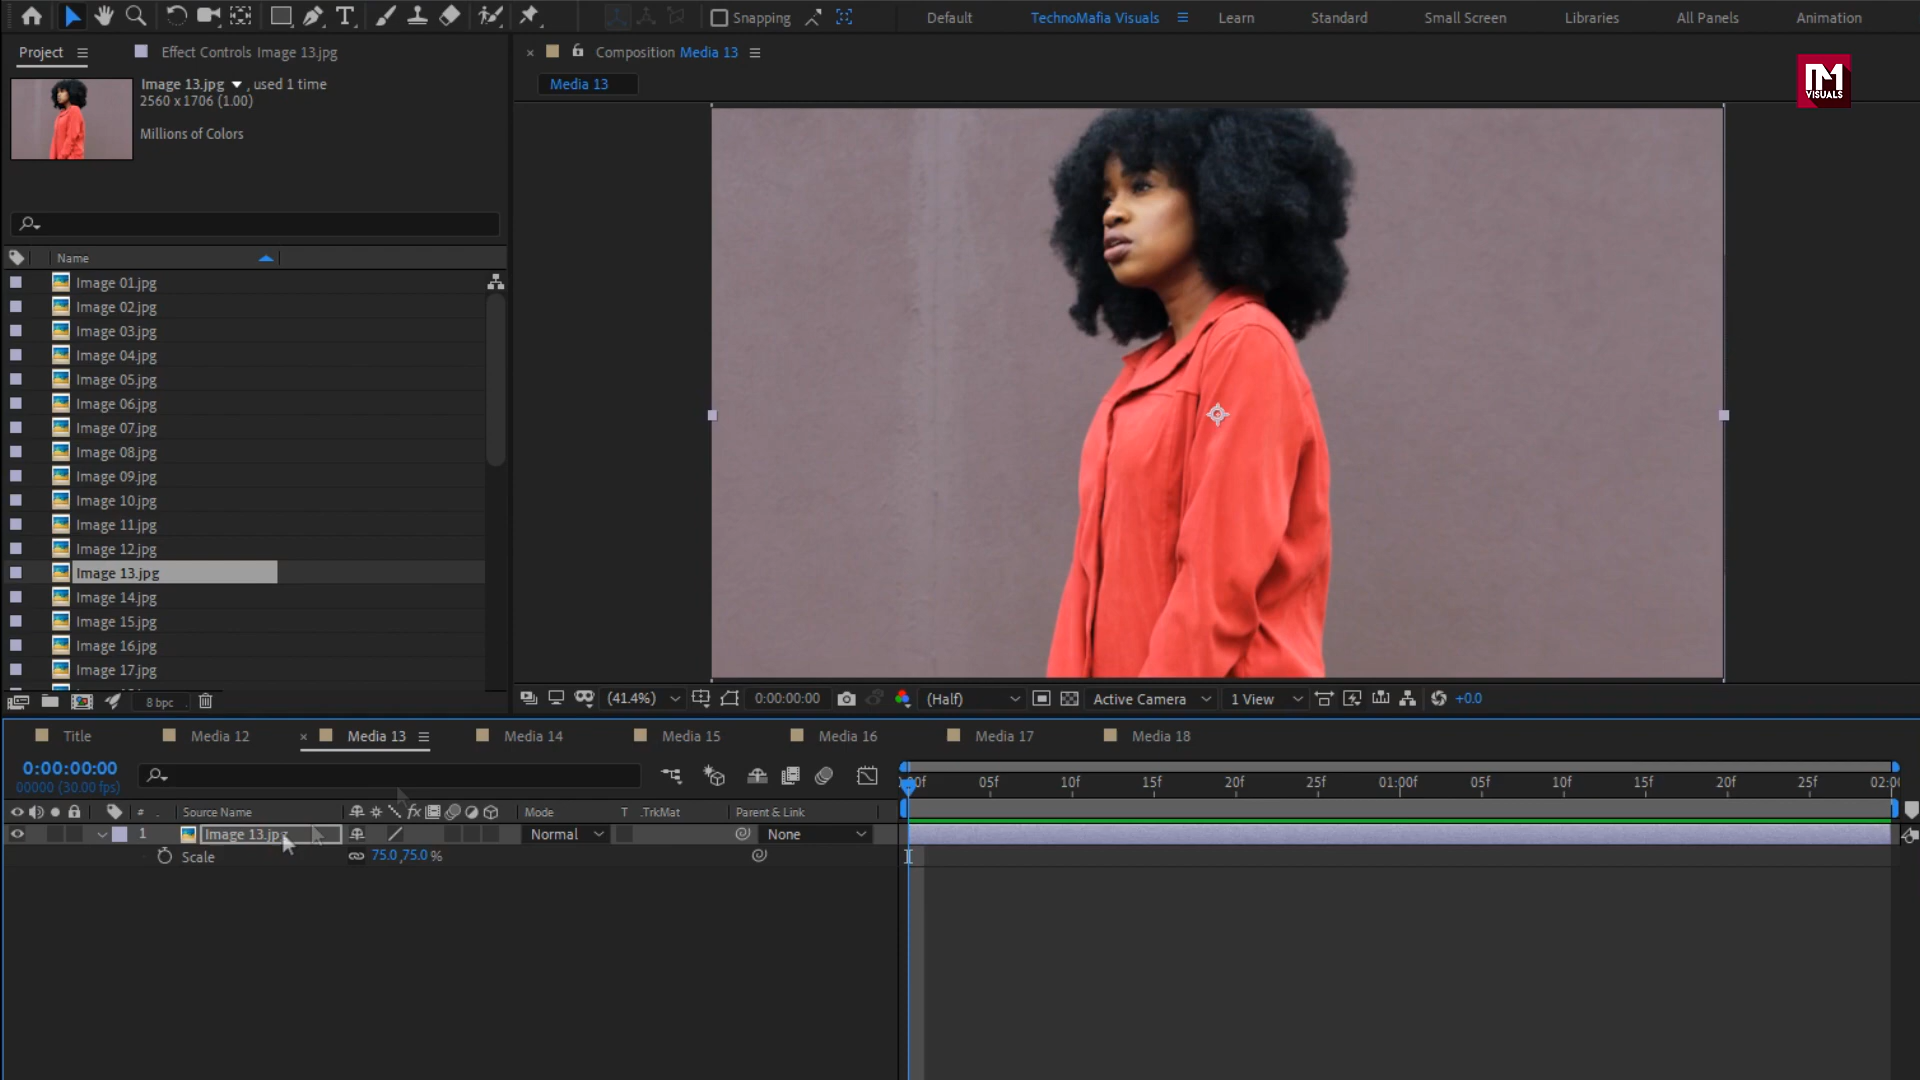 Snapping
Default
TechnoMafia Visuals
Learn
Standard
Small Screen
Libraries
All Panels
Animation
Project
Effect Controls Image 13.jpg
Composition Media 13
Media 13
Image 13.jpg , used 1 time
2560 x 1706 (1.00)
Millions of Colors
VISUALS
Name
Image 01.jpg
Image 02.jpg
Image 03.jpg
Image 04.jpg
Image 05.jpg
Image 06.jpg
Image 07.jpg
Image 08.jpg
Image 09.jpg
Image 10.jpg
Image 11.jpg
Image 12.jpg
Image 13.jpg
Image 14.jpg
Image 15.jpg
Image 16.jpg
Image 17.jpg
8 bpc
(41.4%)
0:00:00:00
(Half)
Active Camera
1 View
+0.0
Title
Media 12
Media 13
Media 14
Media 15
Media 16
Media 17
Media 18
0:00:00:00
00000 (30.00 fps)
05f
10f
15f
20f
25f
01:00f
05f
10f
15f
20f
25f
# Source Name
Mode
T .TrkMat
Parent & Link
1 Image 13.jpg
Normal
None
Scale
75.0,75.0 %